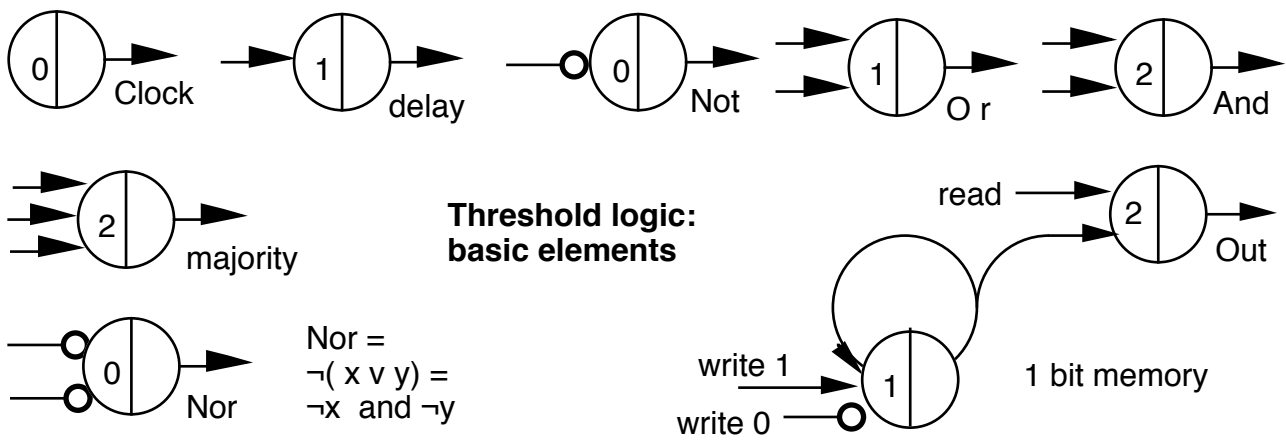 0
Clock
1
delay
0
Not
1
O r
2
And
2
majority
Threshold logic:
basic elements
read
2
Out
0
Nor
Nor =
¬( x v y) =
¬x and ¬y
write 1
write 0
1
1 bit memory